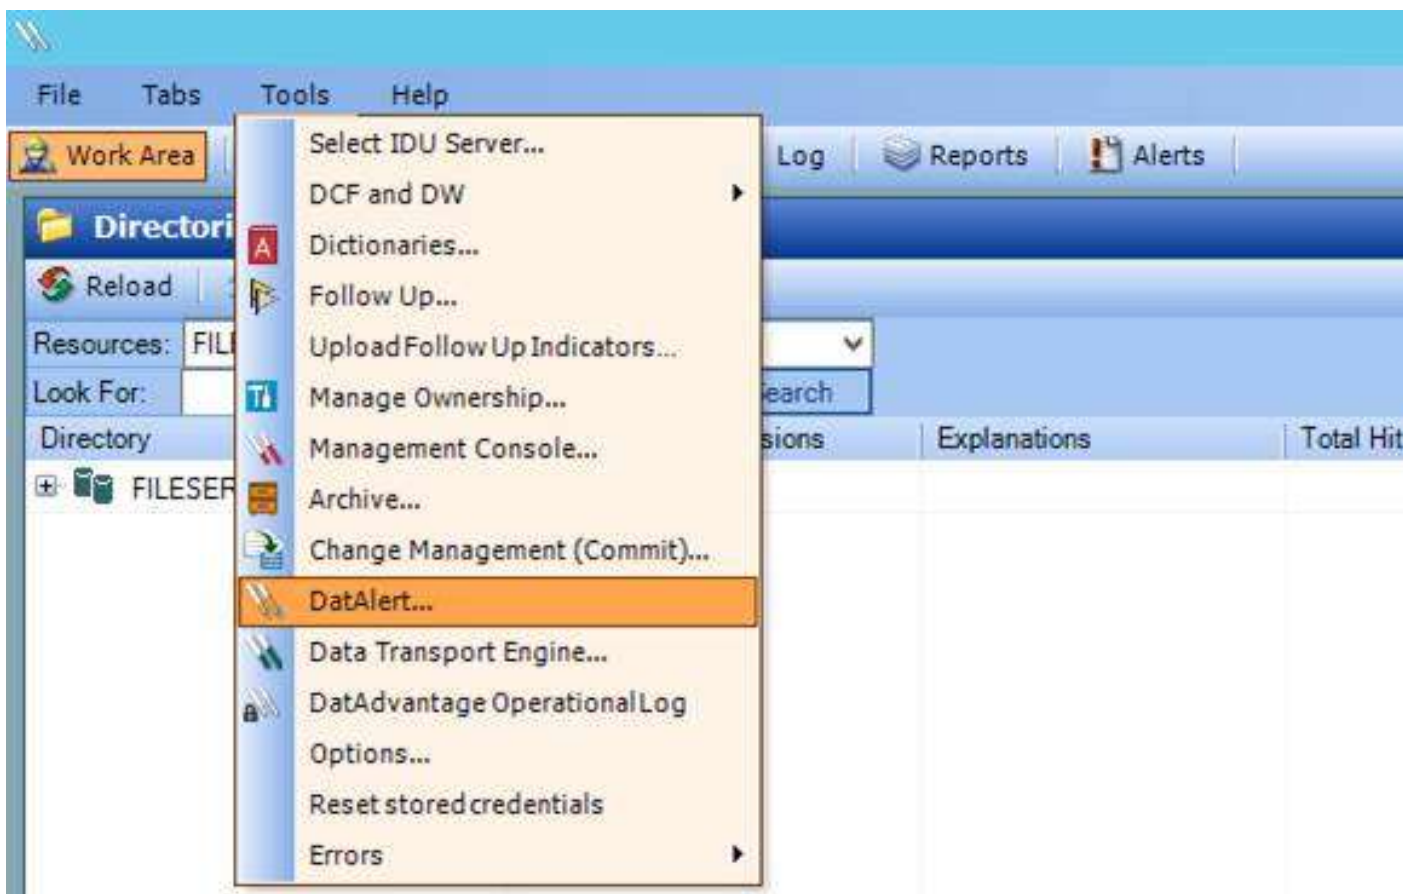 File Tabs Tools Help
Work Area Log Reports Alerts
Select IDU Server...
DCF and DW
Dictionaries...
Follow Up...
Upload Follow Up Indicators...
Manage Ownership...
Management Console...
Archive...
Change Management (Commit)...
DatAlert...
Data Transport Engine...
DatAdvantage Operational Log
Options...
Reset stored credentials
Errors
Directori
Reload
Resources: FIL
Look For: earch
Directory sions Explanations Total Hit
FILESER